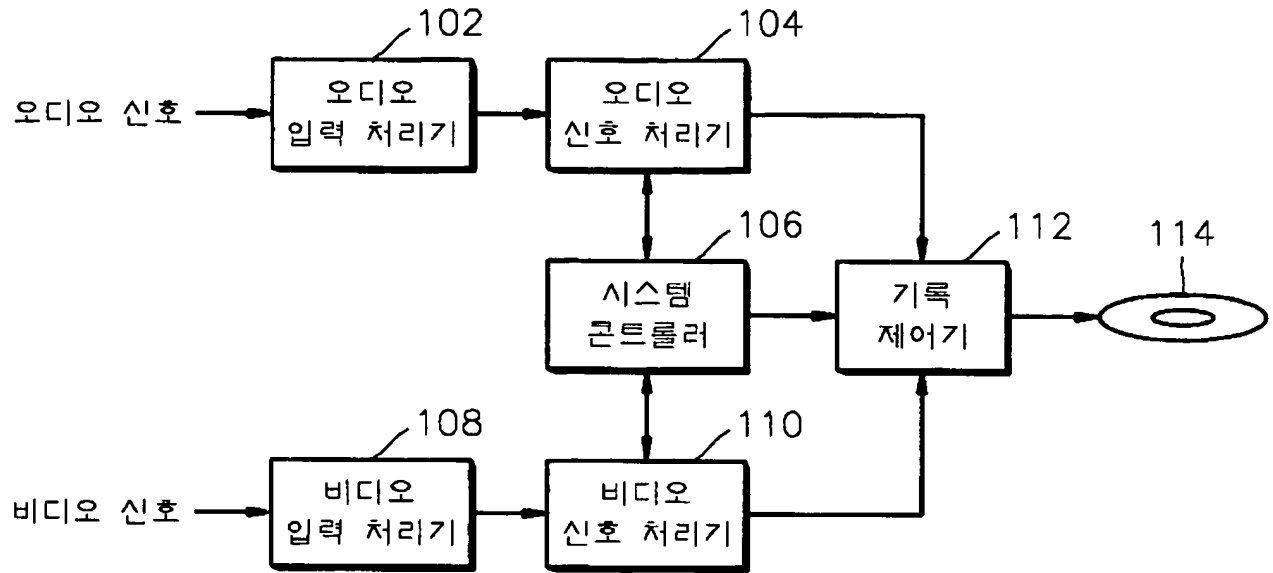 102
104
오디오 신호
오디오
입력 처리기
오디오
신호 처리기
106
112
114
시스템
콘트롤러
기록
제어기
108
110
비디오 신호
비디오
입력 처리기
비디오
신호 처리기